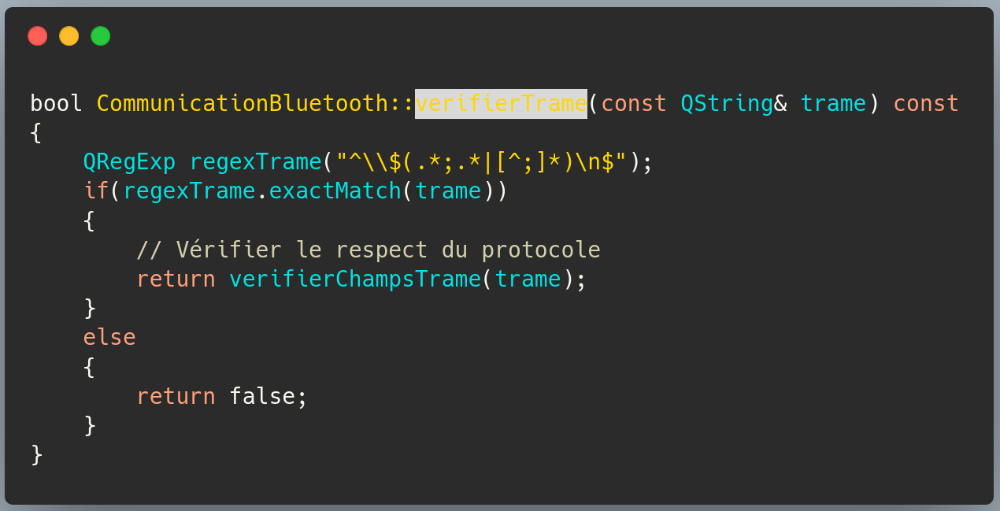 bool CommunicationBluetooth::verifierTrame(const QString& trame) const
{
    QRegExp regexTrame("^\\$(.*;.*|[^;]*)\n$");
    if(regexTrame.exactMatch(trame))
    {
        // Vérifier le respect du protocole
        return verifierChampsTrame(trame);
    }
    else
    {
        return false;
    }
}